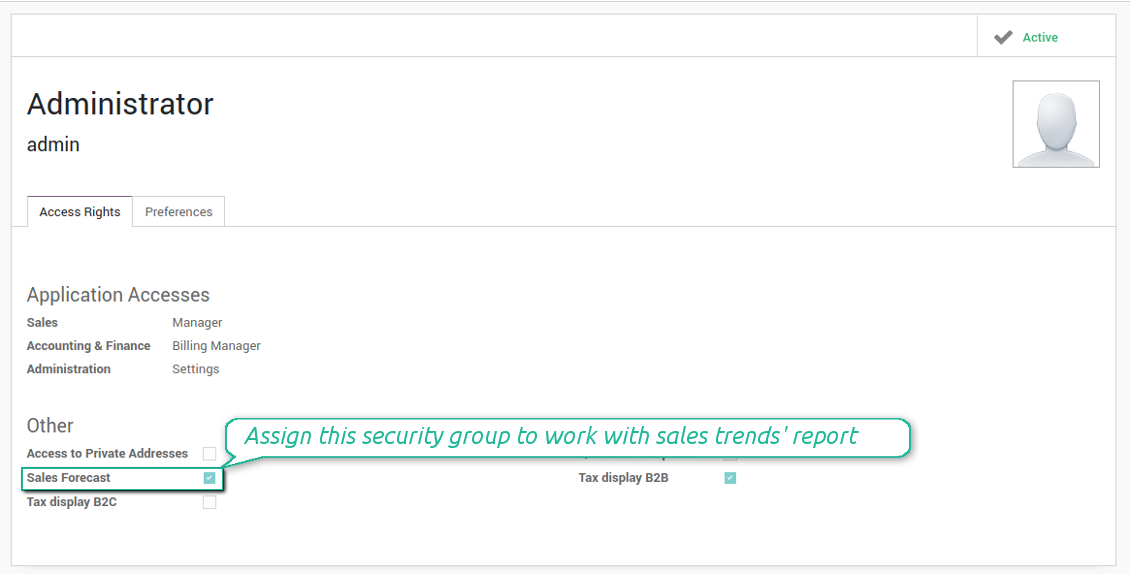 Active
Administrator
admin
Access Rights Preferences
Application Accesses
Sales Manager
Accounting & Finance Billing Manager
Administration Settings
Other
Assign this security group to work with sales trends' report
Access to Private Addresses
Sales Forecast Tax display B2B
Tax display B2C